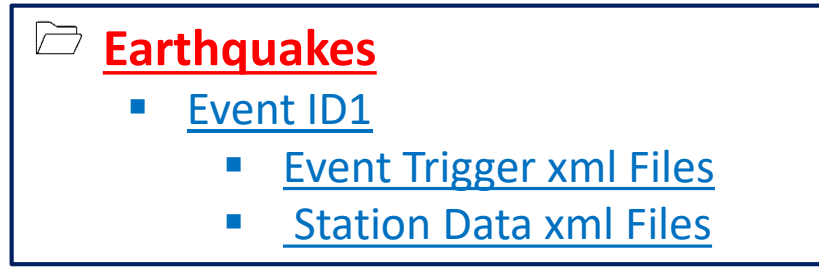 Earthquakes
Event ID1
Event Trigger xml Files
Station Data xml Files